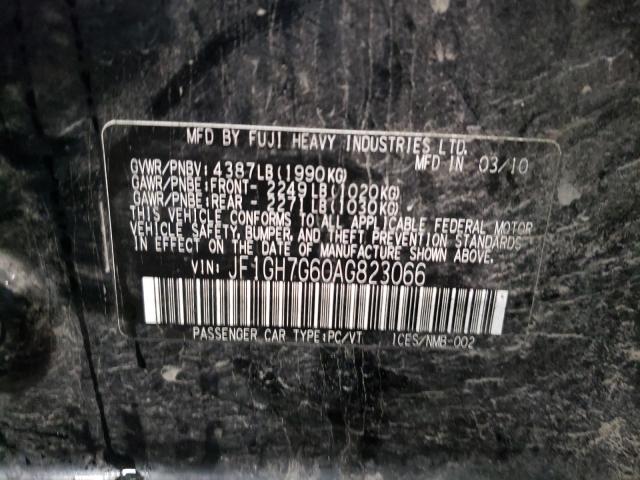 MFD BY FUJI HEAVY INDUSTRIES LTD.
MFD IN 03/10
GVWR/PNBV: 4387LB(1990KG)
GAWR/PNBE:FRONT- 2249LB(1020KG)
GAWR/PNBE:REAR - 2271LB(1030KG)
THIS VEHICLE CONFORMS TO ALL APPLICABLE FEDERAL MOTOR
VEHICLE SAFETY, BUMPER, AND THEFT PREVENTION STANDARDS
IN EFFECT ON THE DATE OF MANUFACTURE SHOWN ABOVE.
VIN: JF1GH7G60AG823066
PASSENGER CAR TYPE:PC/VT ICES/NMB-002